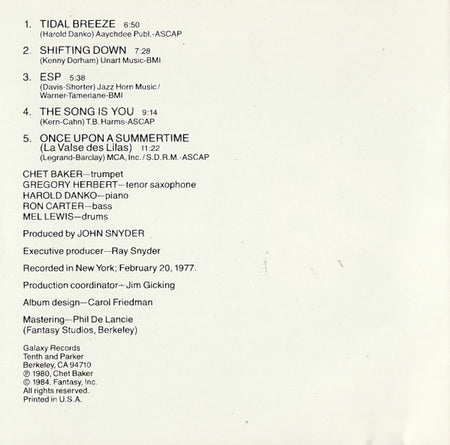 1. TIDAL BREEZE 6:50
(Harold Danko) Aaychdee Publ.-ASCAP
2. SHIFTING DOWN 7:28
(Kenny Dorham) Unart Music-BMI
3. ESP 5:38
(Davis-Shorter) Jazz Horn Music/
Warner-Tamerlane-BMI
4. THE SONG IS YOU 9:14
(Kern-Cahn) T.B. Harms-ASCAP
5. ONCE UPON A SUMMERTIME
(La Valse des Lilas) 11:22
(Legrand-Barclay) MCA, Inc./S.D.R.M.-ASCAP
CHET BAKER—trumpet
GREGORY HERBERT—tenor saxophone
HAROLD DANKO—piano
RON CARTER—bass
MEL LEWIS—drums
Produced by JOHN SNYDER
Executive producer—Ray Snyder
Recorded in New York; February 20, 1977.
Production coordinator—Jim Gicking
Album design—Carol Friedman
Mastering—Phil De Lancie
(Fantasy Studios, Berkeley)
Galaxy Records
Tenth and Parker
Berkeley, CA 94710
℗ 1980, Chet Baker
© 1984, Fantasy, Inc.
All rights reserved.
Printed in U.S.A.